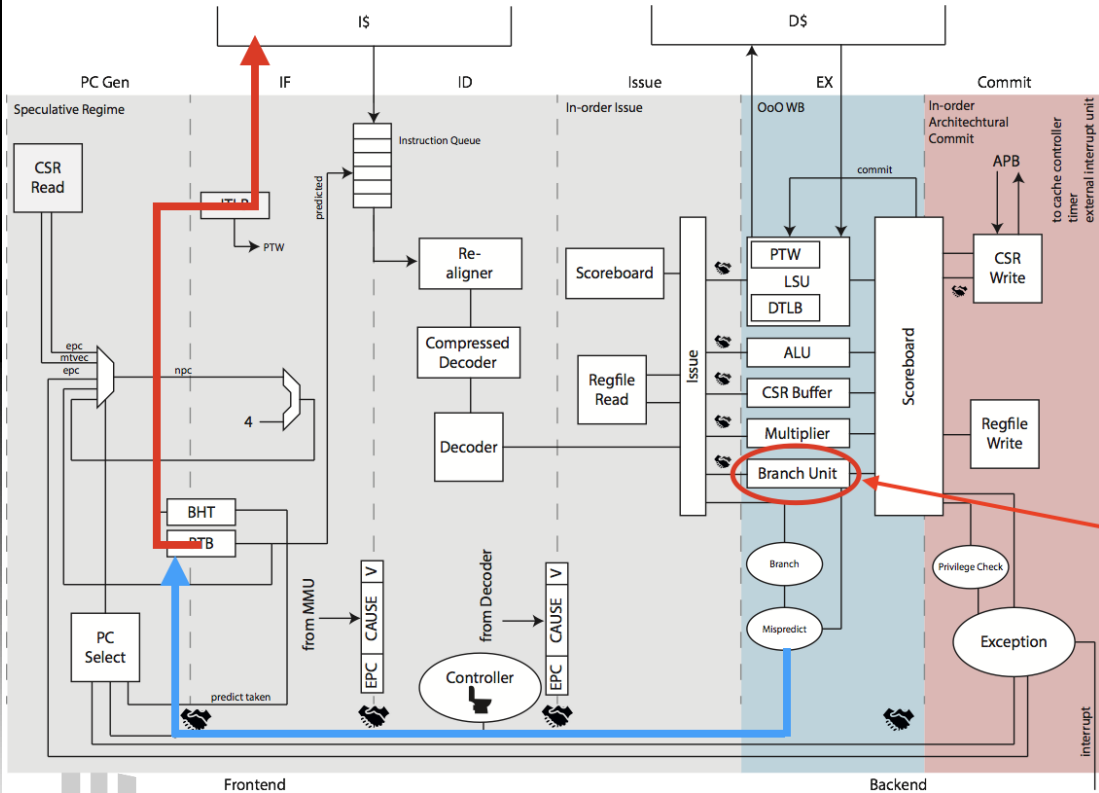 I$
D$
PC Gen
IF
ID
Issue
EX
Commit
Speculative Regime
In-order Issue
OoO WB
In-order
Architechtural
Commit
to cache controller
timer
external interrupt unit
CSR
Read
Instruction Queue
predicted
ITLB
PTW
Re-
aligner
Compressed
Decoder
Decoder
Scoreboard
Regfile
Read
Issue
commit
PTW
LSU
DTLB
ALU
CSR Buffer
Multiplier
Branch Unit
Scoreboard
APB
CSR
Write
Regfile
Write
epc
mtvec
epc
npc
4
BHT
BTB
PC
Select
predict taken
from MMU
V
CAUSE
EPC
from Decoder
V
CAUSE
EPC
Controller
Branch
Mispredict
Privilege Check
Exception
interrupt
Frontend
Backend